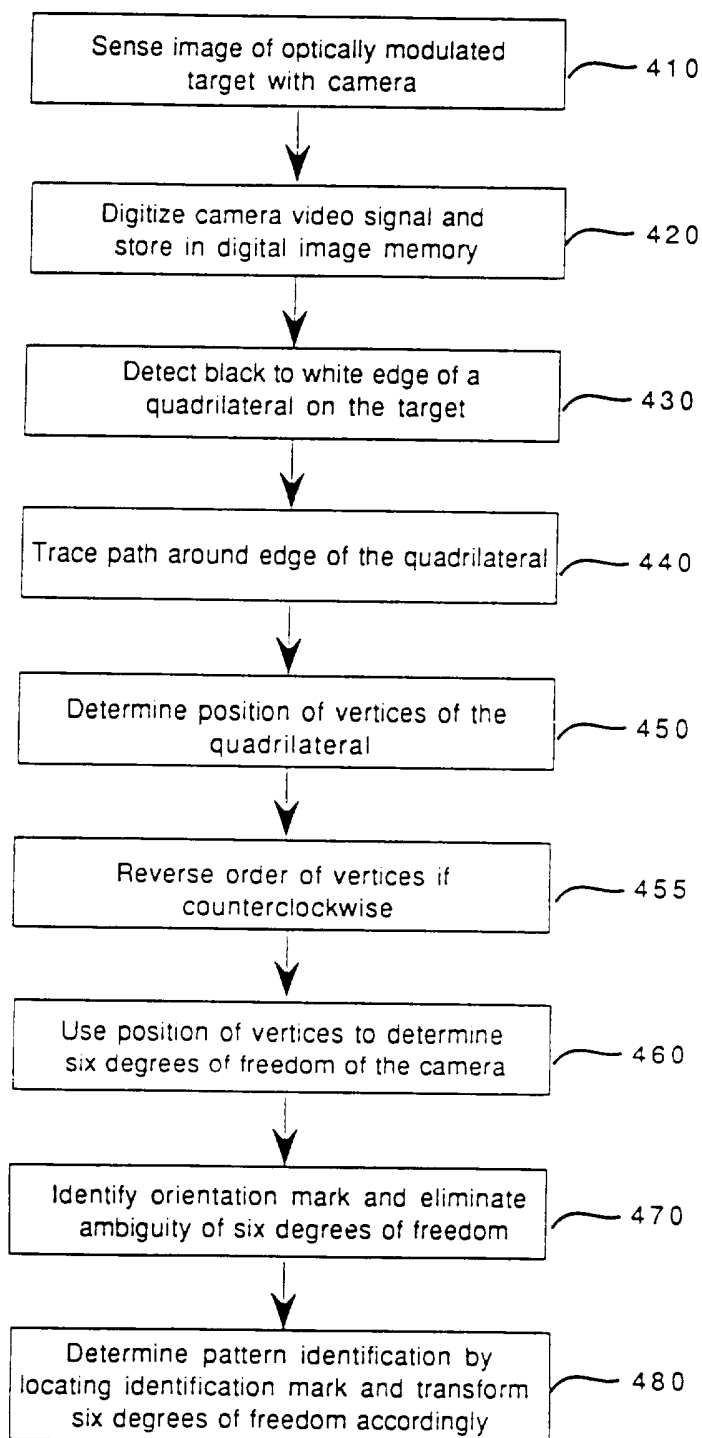 Sense image of optically modulated
target with camera
410
Digitize camera video signal and
store in digital image memory
420
Detect black to white edge of a
quadrilateral on the target
430
Trace path around edge of the quadrilateral
440
Determine position of vertices of the
quadrilateral
450
Reverse order of vertices if
counterclockwise
455
Use position of vertices to determine
six degrees of freedom of the camera
460
Identify orientation mark and eliminate
ambiguity of six degrees of freedom
470
Determine pattern identification by
locating identification mark and transform
six degrees of freedom accordingly
480